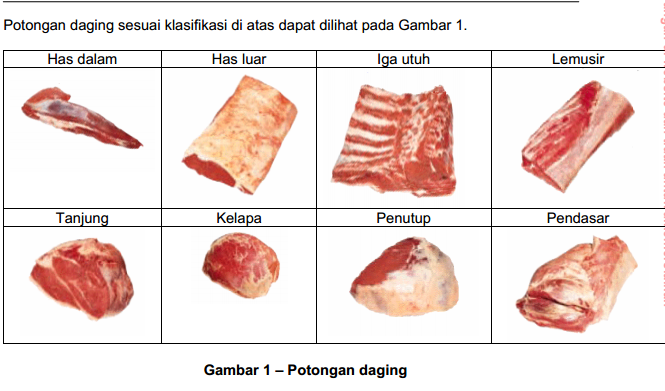 Potongan daging sesuai klasifikasi di atas dapat dilihat pada Gambar 1.
Has dalam Has luar Iga utuh Lemusir
Tanjung Kelapa Penutup Pendasar
Gambar 1 – Potongan daging